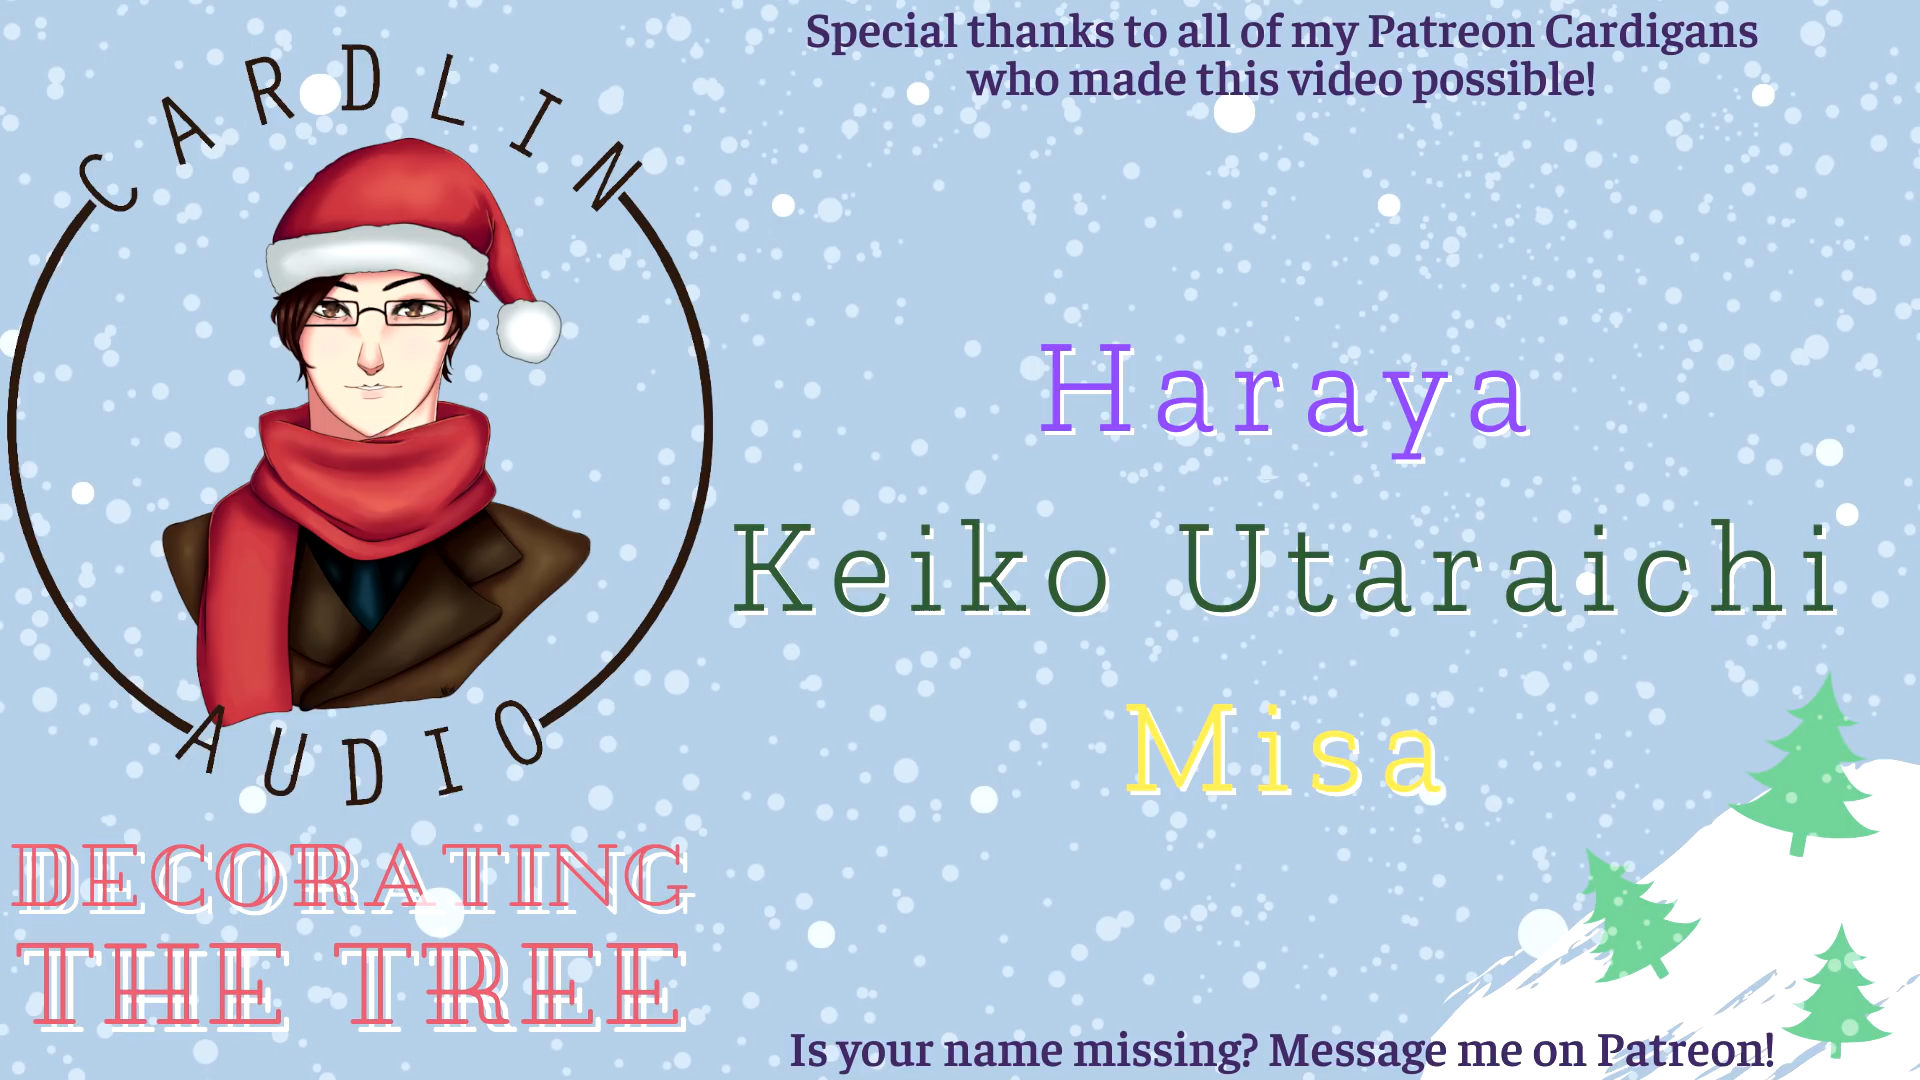 CARDLIN
AUDIO
DECORATING
THE TREE
Special thanks to all of my Patreon Cardigans
who made this video possible!
Haraya
Keiko Utaraichi
Misa
Is your name missing? Message me on Patreon!